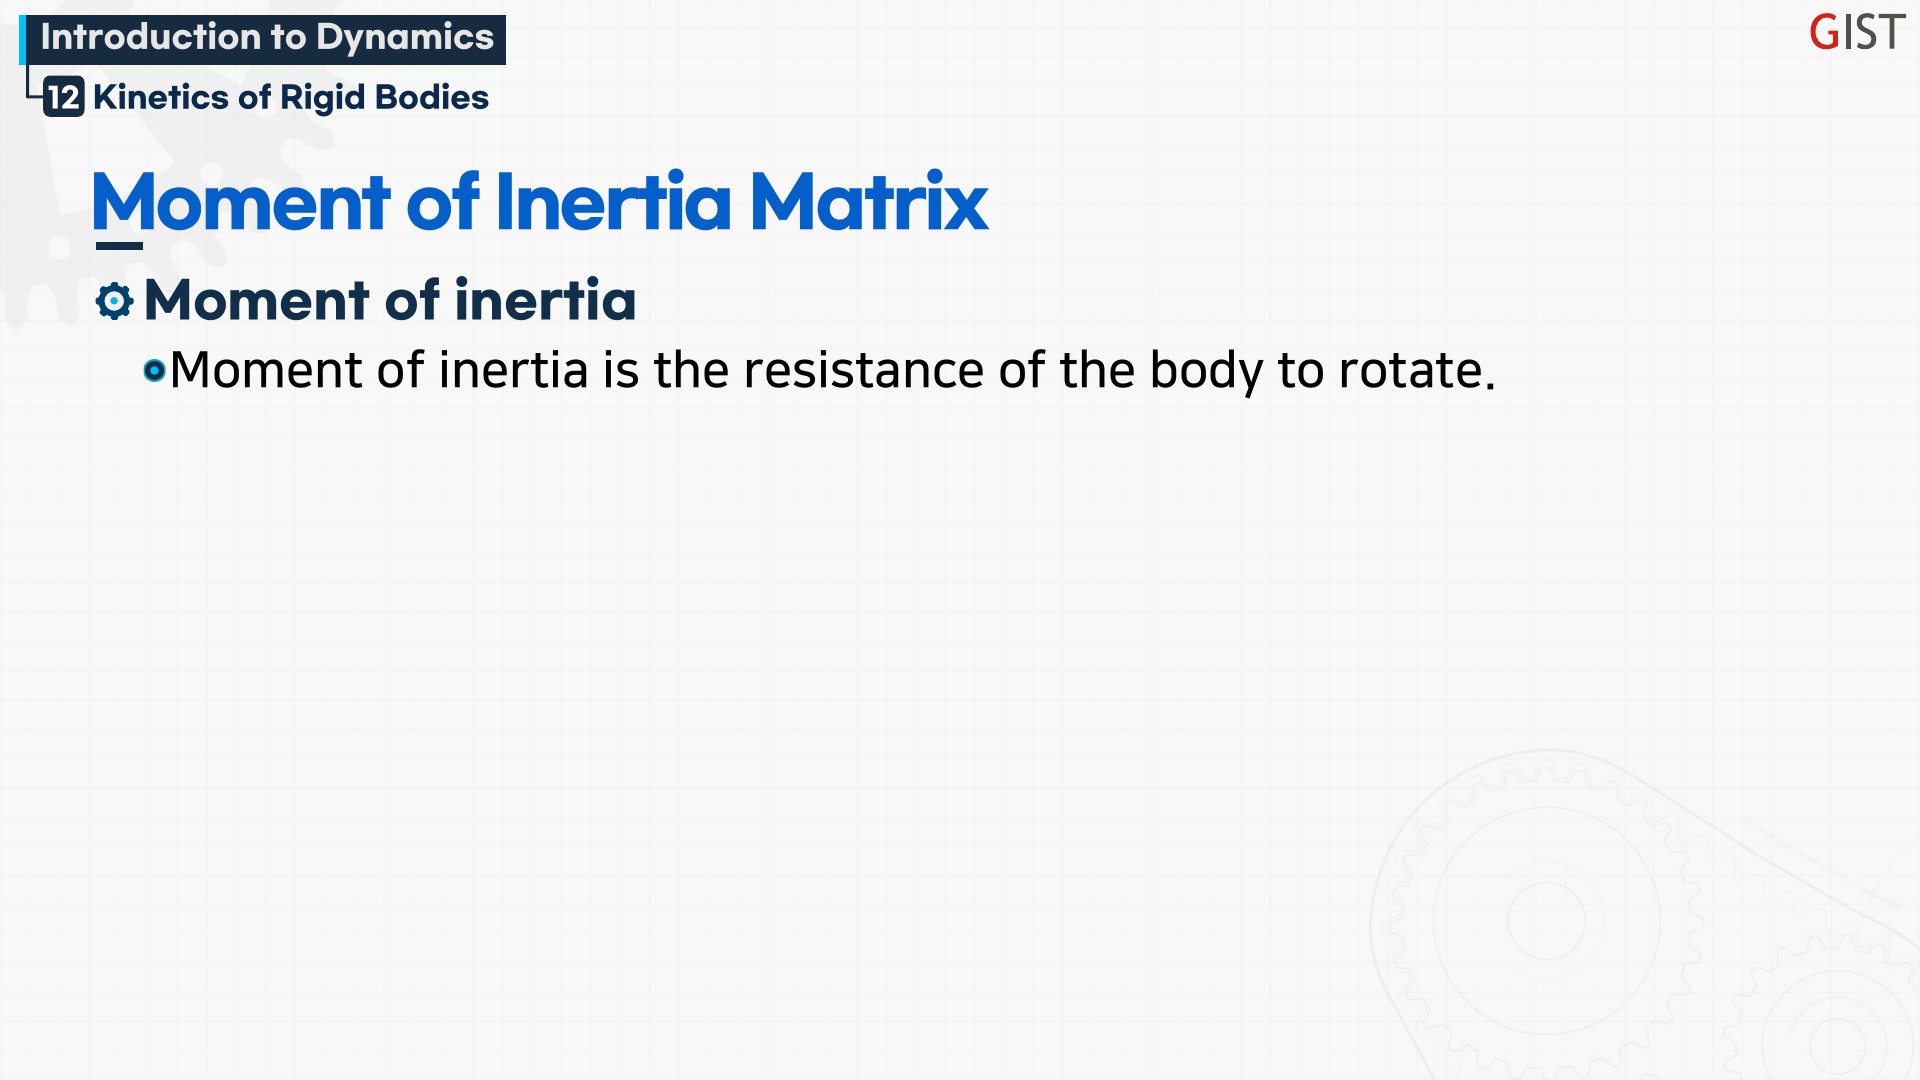 Introduction to Dynamics
GIST
12 Kinetics of Rigid Bodies
Moment of Inertia Matrix
Moment of inertia
Moment of inertia is the resistance of the body to rotate.